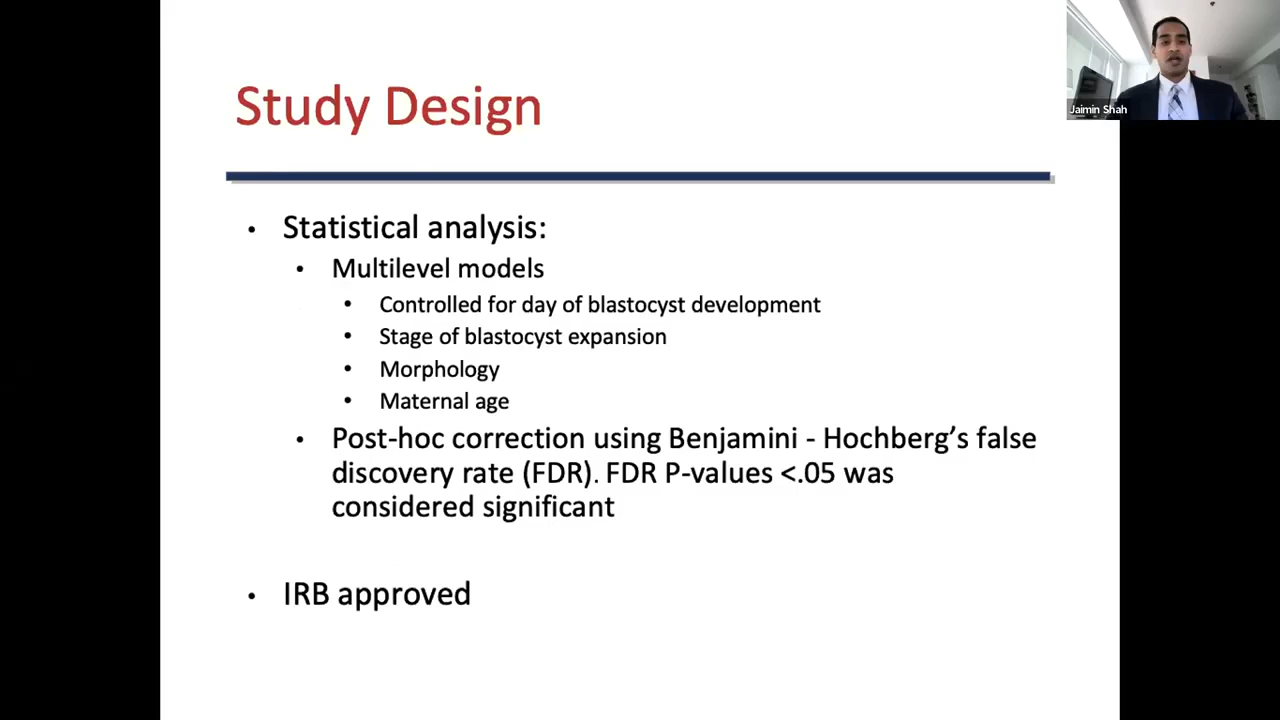 Study Design
Jaimin Shah
• Statistical analysis:
• Multilevel models
• Controlled for day of blastocyst development
• Stage of blastocyst expansion
• Morphology
• Maternal age
• Post-hoc correction using Benjamini - Hochberg’s false
discovery rate (FDR). FDR P-values <.05 was
considered significant
• IRB approved